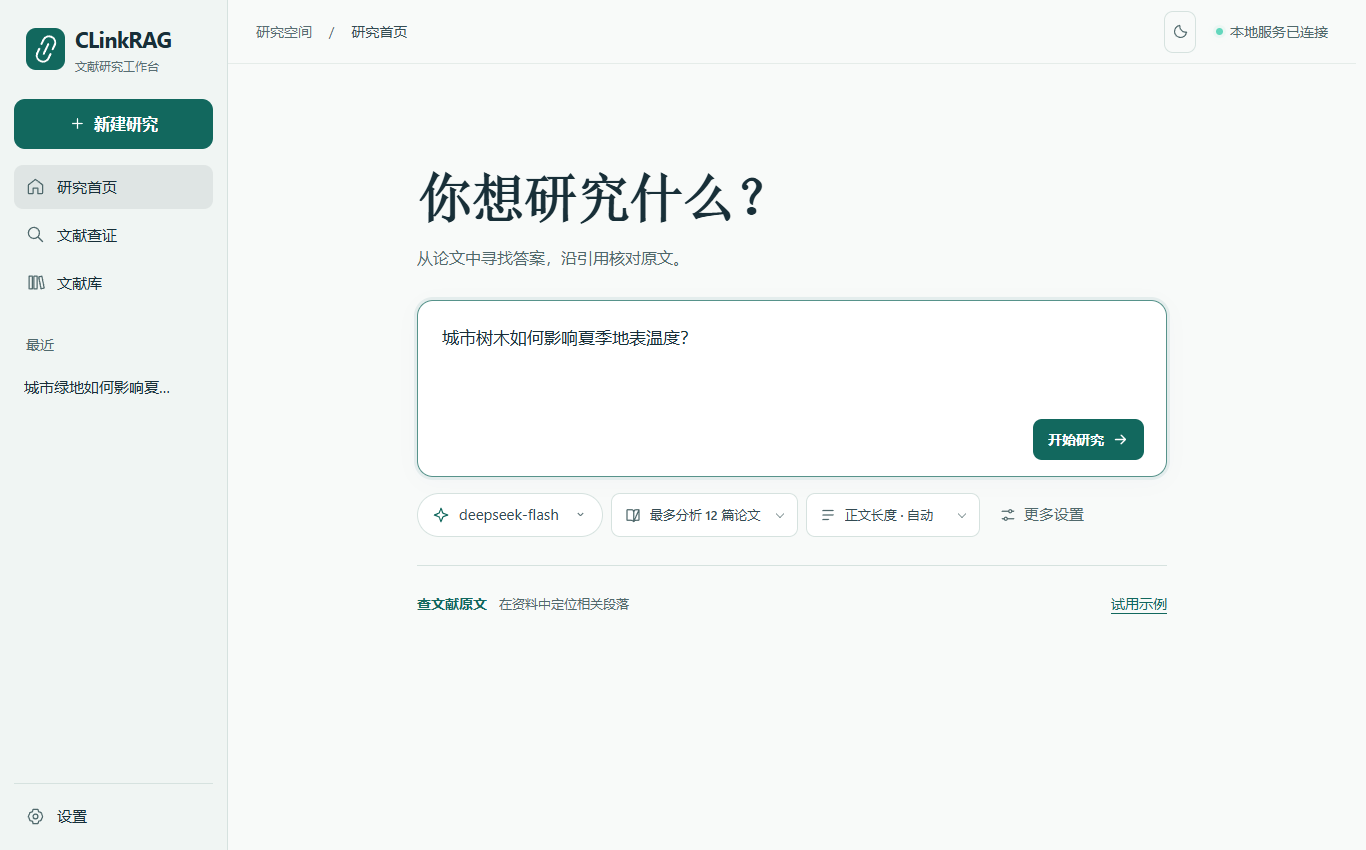 CLinkRAG
文献研究工作台
+ 新建研究
研究首页
文献查证
文献库
最近
城市绿地如何影响夏...
设置
研究空间 / 研究首页
本地服务已连接
你想研究什么？
从论文中寻找答案，沿引用核对原文。
城市树木如何影响夏季地表温度?
开始研究 →
deepseek-flash
最多分析 12 篇论文
正文长度 · 自动
更多设置
查文献原文 在资料中定位相关段落
试用示例